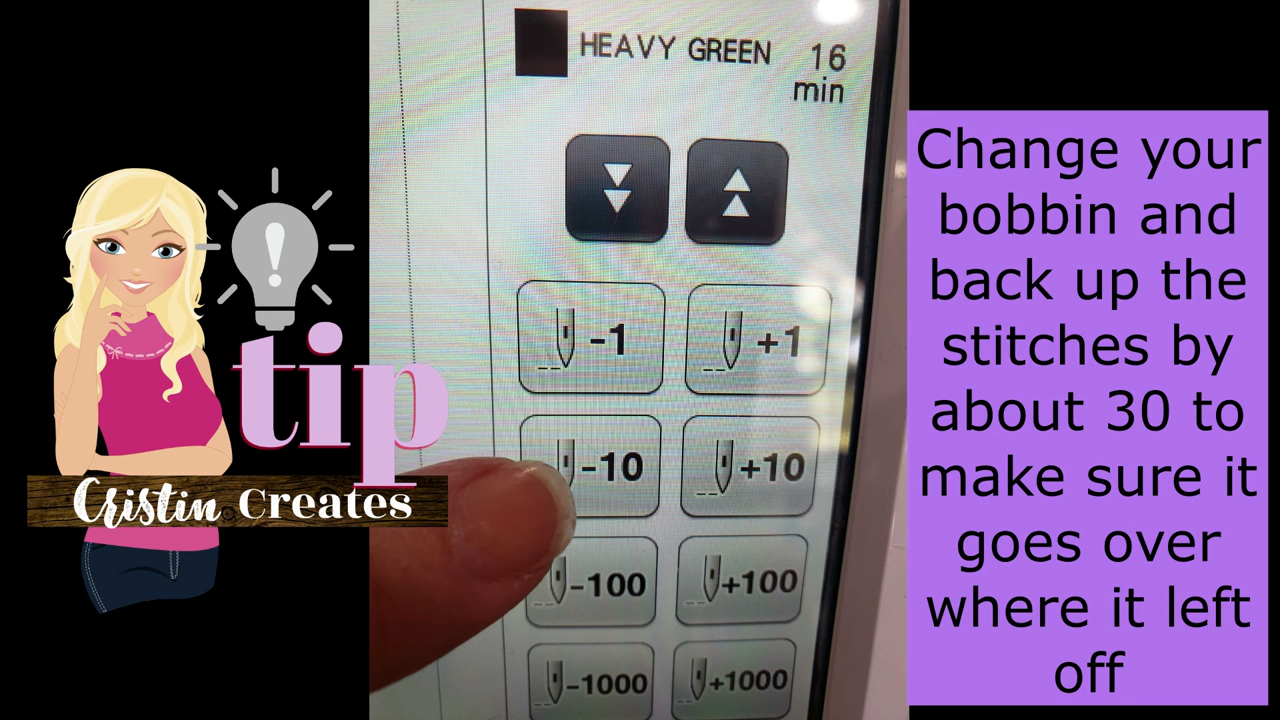 HEAVY GREEN
16
min
-1
+1
-10
+10
-100
+100
-1000
+1000
!
tip
Cristin Creates
Change your
bobbin and
back up the
stitches by
about 30 to
make sure it
goes over
where it left
off